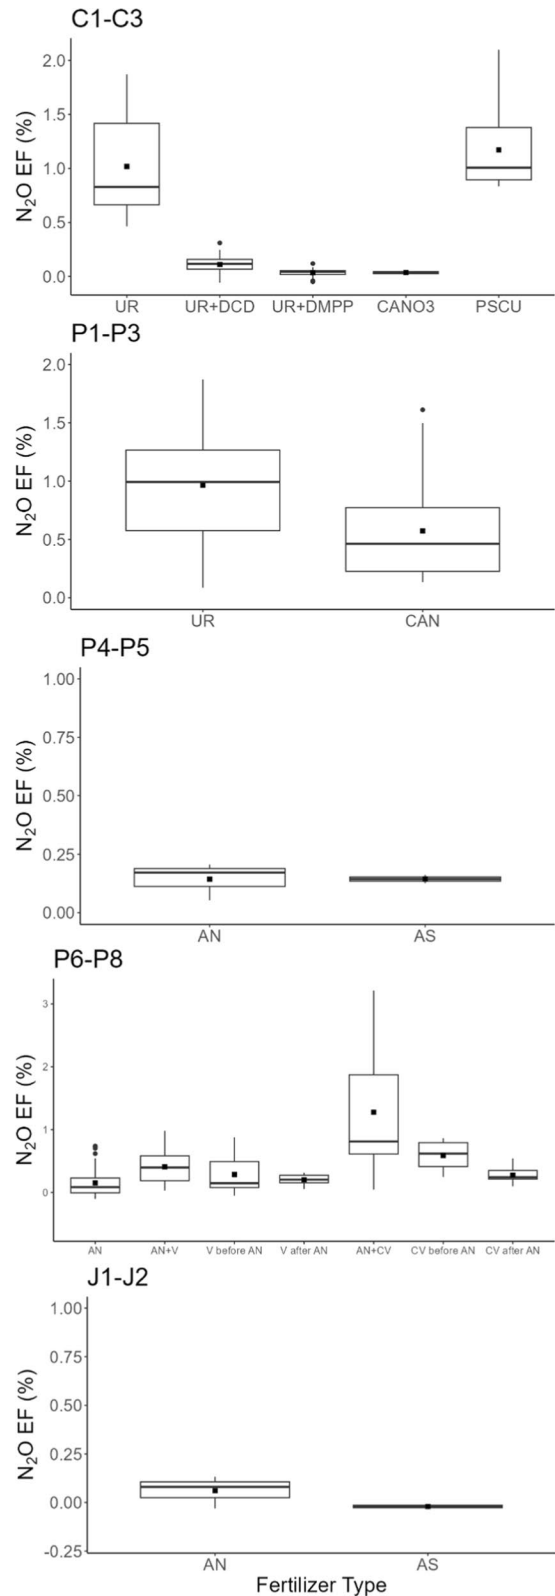 C1-C3
N₂O EF (%)
2.0
1.5
1.0
0.5
0.0
UR UR+DCD UR+DMPP CANO3 PSCU
P1-P3
N₂O EF (%)
2.0
1.5
1.0
0.5
0.0
UR CAN
P4-P5
N₂O EF (%)
1.00
0.75
0.50
0.25
0.00
AN AS
P6-P8
N₂O EF (%)
3
2
1
0
AN AN+V V before AN V after AN AN+CV CV before AN CV after AN
J1-J2
N₂O EF (%)
1.00
0.75
0.50
0.25
0.00
-0.25
AN AS
Fertilizer Type